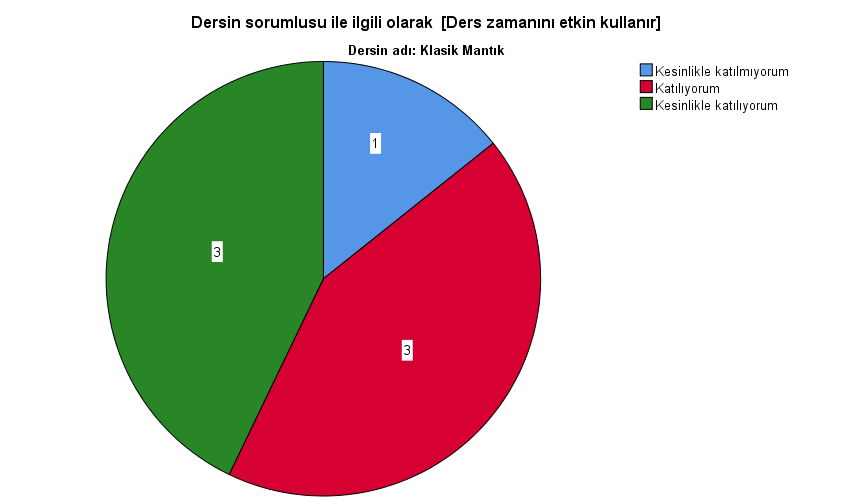 Dersin sorumlusu ile ilgili olarak [Ders zamanını etkin kullanır]
Dersin adı: Klasik Mantık
Kesinlikle katılmıyorum
Katılıyorum
Kesinlikle katılıyorum
1
3
3